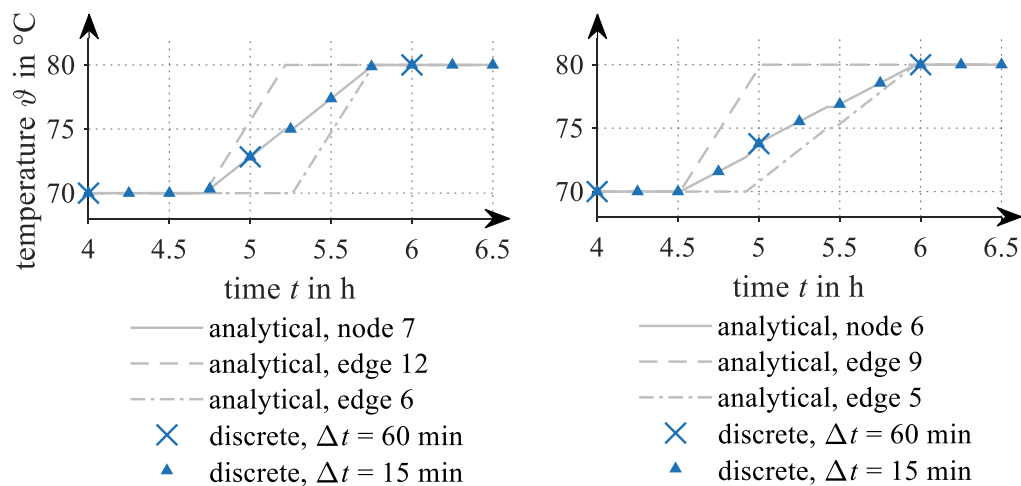 temperature ϑ in °C
80
75
70
4 4.5 5 5.5 6 6.5
time t in h
analytical, node 7
analytical, edge 12
analytical, edge 6
discrete, Δt = 60 min
discrete, Δt = 15 min
80
75
70
4 4.5 5 5.5 6 6.5
time t in h
analytical, node 6
analytical, edge 9
analytical, edge 5
discrete, Δt = 60 min
discrete, Δt = 15 min